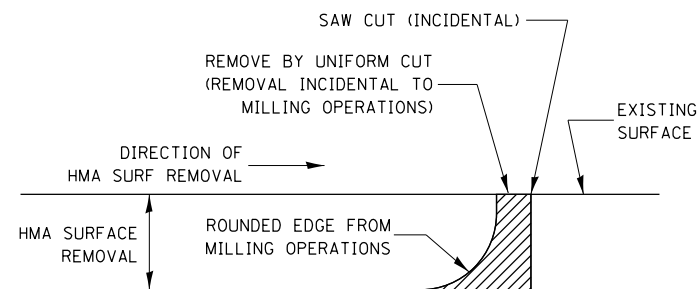 SAW CUT (INCIDENTAL)
REMOVE BY UNIFORM CUT
(REMOVAL INCIDENTAL TO
MILLING OPERATIONS)
EXISTING
SURFACE
DIRECTION OF
HMA SURF REMOVAL
HMA SURFACE
REMOVAL
ROUNDED EDGE FROM
MILLING OPERATIONS